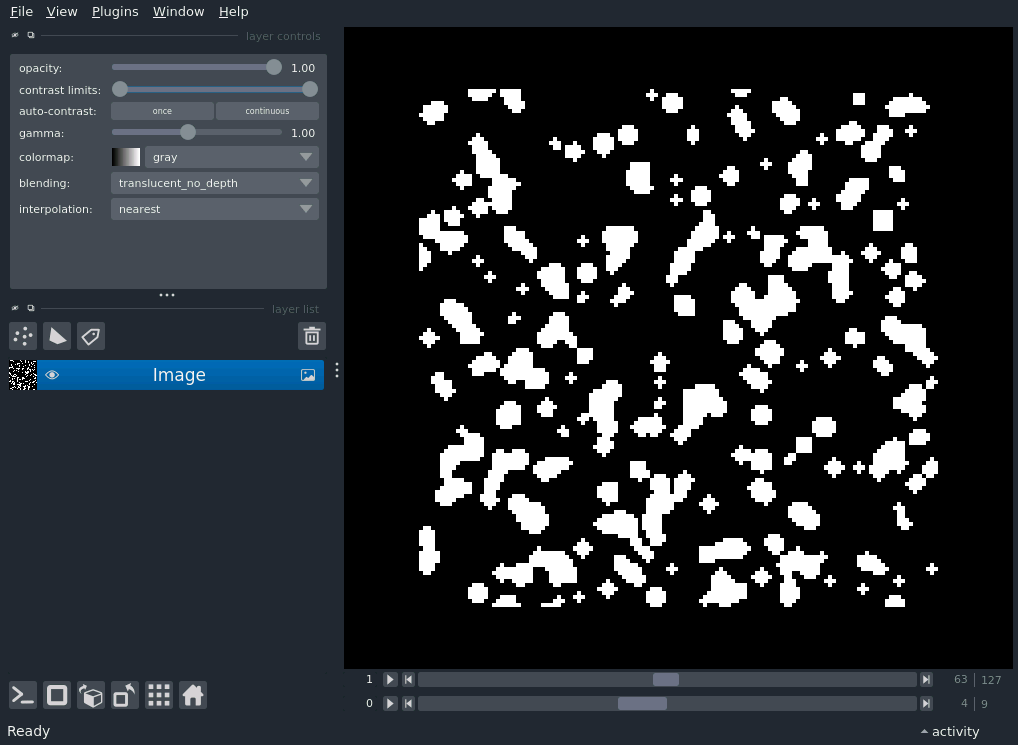 File View Plugins Window Help
layer controls
opacity: 1.00
contrast limits:
auto-contrast: once continuous
gamma: 1.00
colormap: gray
blending: translucent_no_depth
interpolation: nearest
layer list
Image
1 63 127
0 4 9
Ready activity